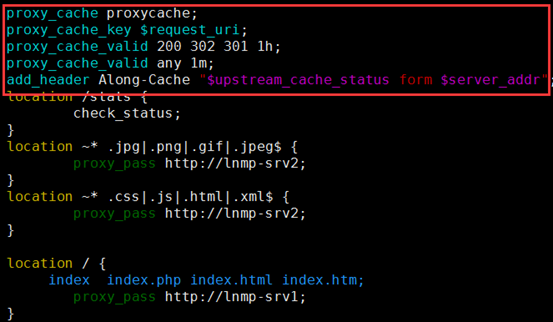 proxy_cache proxycache;
proxy_cache_key $request_uri;
proxy_cache_valid 200 302 301 1h;
proxy_cache_valid any 1m;
add_header Along-Cache "$upstream_cache_status form $server_addr";
location /stats {
check_status;
}
location ~* .jpg|.png|.gif|.jpeg$ {
proxy_pass http://lnmp-srv2;
}
location ~* .css|.js|.html|.xml$ {
proxy_pass http://lnmp-srv2;
}
location / {
index index.php index.html index.htm;
proxy_pass http://lnmp-srv1;
}